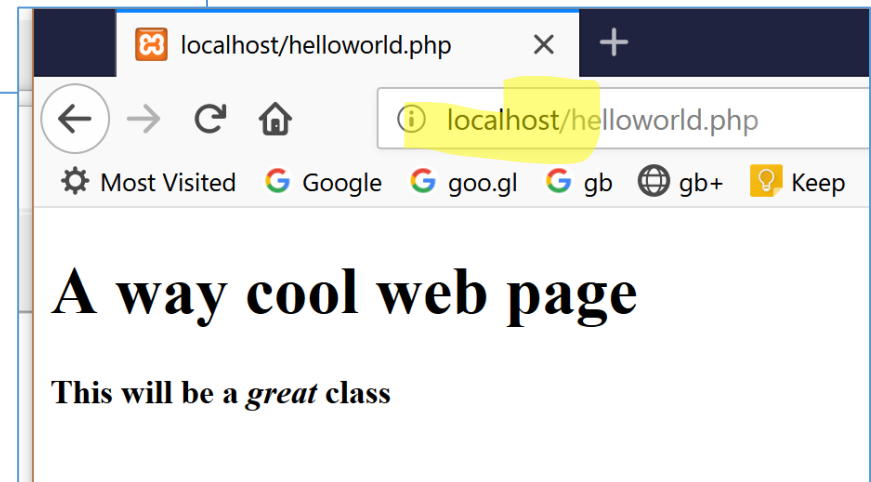 localhost/helloworld.php
localhost/helloworld.php
Most Visited Google goo.gl gb gb+ Keep
A way cool web page
This will be a great class